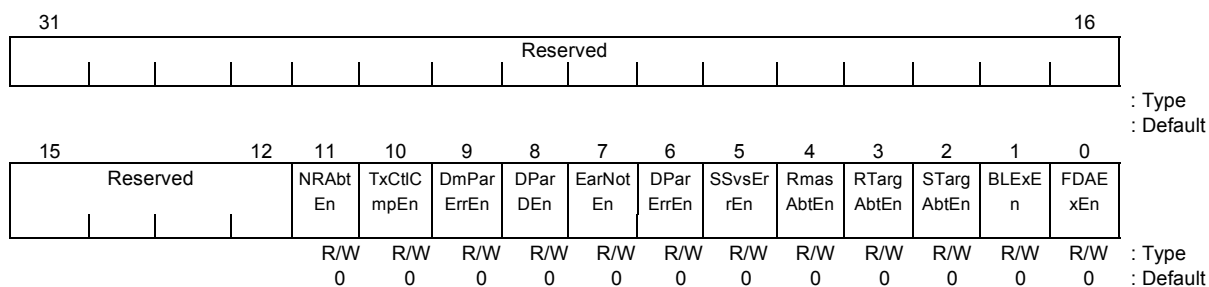 31 16
Reserved
: Type
: Default
15 12 11 10 9 8 7 6 5 4 3 2 1 0
Reserved NRAbt TxCtlC DmPar DPar EarNot DPar SSvsEr Rmas RTarg STarg BLExE FDAE
En mpEn ErrEn DEn En ErrEn rEn AbtEn AbtEn AbtEn n xEn
R/W R/W R/W R/W R/W R/W R/W R/W R/W R/W R/W R/W : Type
0 0 0 0 0 0 0 0 0 0 0 0 : Default